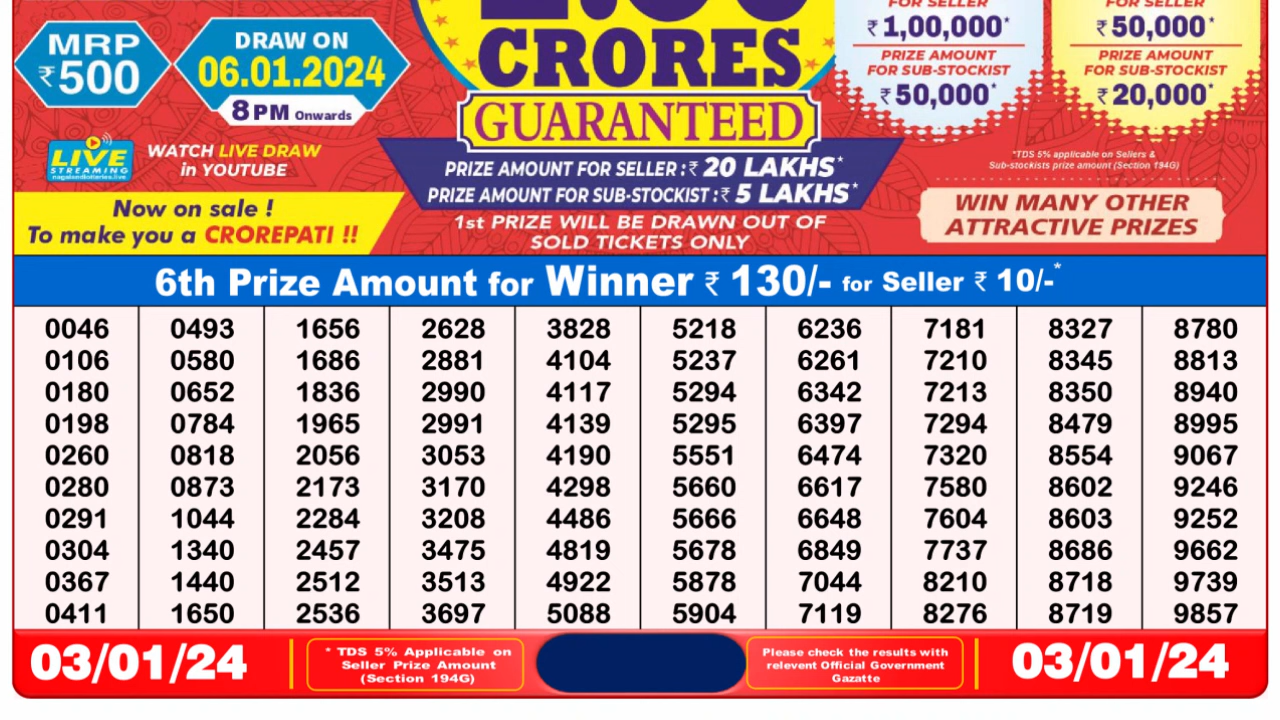 MRP
₹500
DRAW ON
06.01.2024
8PM Onwards
LIVE
STREAMING
nagalandlotteries.live
WATCH LIVE DRAW
in YOUTUBE
Now on sale !
To make you a CROREPATI !!
CRORES
GUARANTEED
PRIZE AMOUNT FOR SELLER :₹ 20 LAKHS*
PRIZE AMOUNT FOR SUB-STOCKIST :₹ 5 LAKHS*
1st PRIZE WILL BE DRAWN OUT OF
SOLD TICKETS ONLY
FOR SELLER
₹ 1,00,000*
PRIZE AMOUNT
FOR SUB-STOCKIST
₹ 50,000*
FOR SELLER
₹ 50,000*
PRIZE AMOUNT
FOR SUB-STOCKIST
₹ 20,000*
*TDS 5% applicable on Sellers &
Sub-stockists prize amount (Section 194G)
WIN MANY OTHER
ATTRACTIVE PRIZES
6th Prize Amount for Winner ₹ 130/- for Seller ₹ 10/-*
0046 0493 1656 2628 3828 5218 6236 7181 8327 8780
0106 0580 1686 2881 4104 5237 6261 7210 8345 8813
0180 0652 1836 2990 4117 5294 6342 7213 8350 8940
0198 0784 1965 2991 4139 5295 6397 7294 8479 8995
0260 0818 2056 3053 4190 5551 6474 7320 8554 9067
0280 0873 2173 3170 4298 5660 6617 7580 8602 9246
0291 1044 2284 3208 4486 5666 6648 7604 8603 9252
0304 1340 2457 3475 4819 5678 6849 7737 8686 9662
0367 1440 2512 3513 4922 5878 7044 8210 8718 9739
0411 1650 2536 3697 5088 5904 7119 8276 8719 9857
03/01/24
* TDS 5% Applicable on
Seller Prize Amount
(Section 194G)
Please check the results with
relevent Official Government
Gazatte
03/01/24